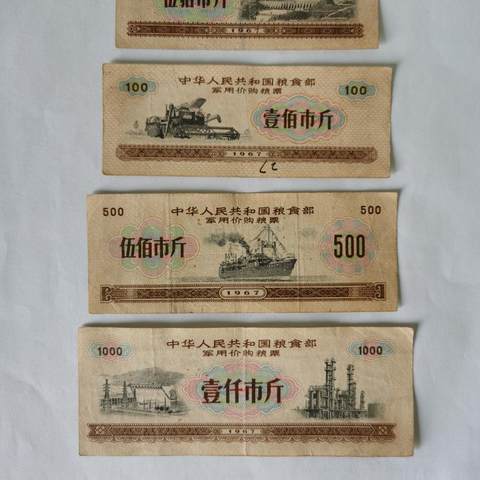 伍拾市斤
1967
100 中华人民共和国粮食部 100
军用价购粮票
壹佰市斤
1967
500 中华人民共和国粮食部 500
军用价购粮票
伍佰市斤 500
1967
1000 中华人民共和国粮食部 1000
军用价购粮票
壹仟市斤
1967